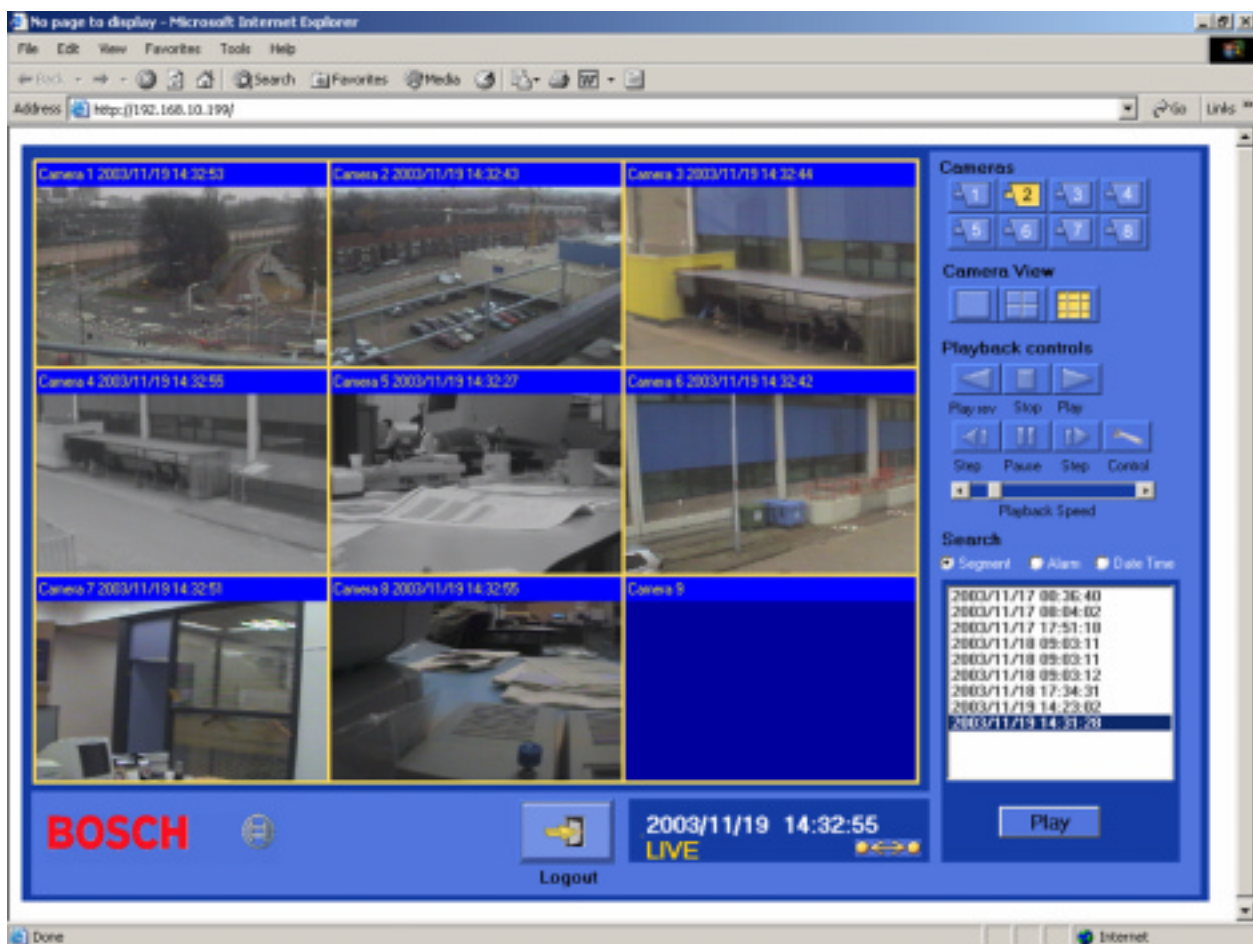 No page to display - Microsoft Internet Explorer
File Edit View Favorites Tools Help
Back Search Favorites Media
Address http://192.168.10.199/ Go Links
Camera 1 2003/11/19 14:32:53
Camera 2 2003/11/19 14:32:43
Camera 3 2003/11/19 14:32:44
Camera 4 2003/11/19 14:32:55
Camera 5 2003/11/19 14:32:27
Camera 6 2003/11/19 14:32:42
Camera 7 2003/11/19 14:32:51
Camera 8 2003/11/19 14:32:55
Camera 9
Cameras
1 2 3 4
5 6 7 8
Camera View
Playback controls
Play rev Stop Play
Step Pause Step Control
Playback Speed
Search
Segment Alarm Date Time
2003/11/17 00:36:40
2003/11/17 08:04:02
2003/11/17 17:51:10
2003/11/18 09:03:11
2003/11/18 09:03:11
2003/11/18 09:03:12
2003/11/18 17:34:31
2003/11/19 14:23:02
2003/11/19 14:31:28
Play
BOSCH
Logout
2003/11/19 14:32:55
LIVE
Done Internet